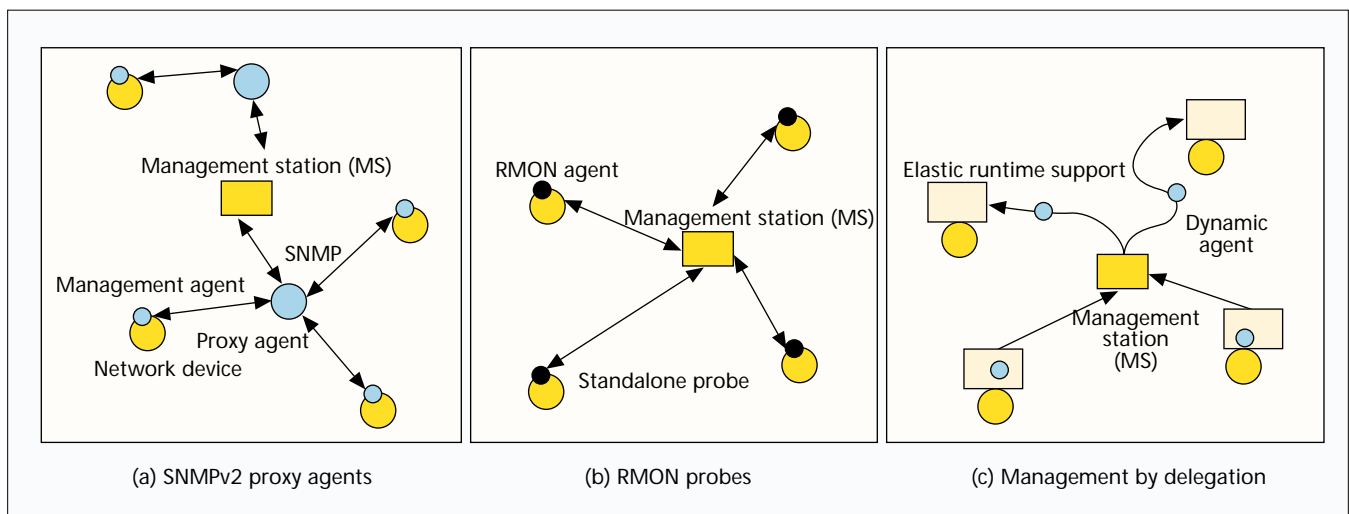 Management station (MS)
SNMP
Management agent
Proxy agent
Network device
(a) SNMPv2 proxy agents
RMON agent
Management station (MS)
Standalone probe
(b) RMON probes
Elastic runtime support
Dynamic
agent
Management
station
(MS)
(c) Management by delegation